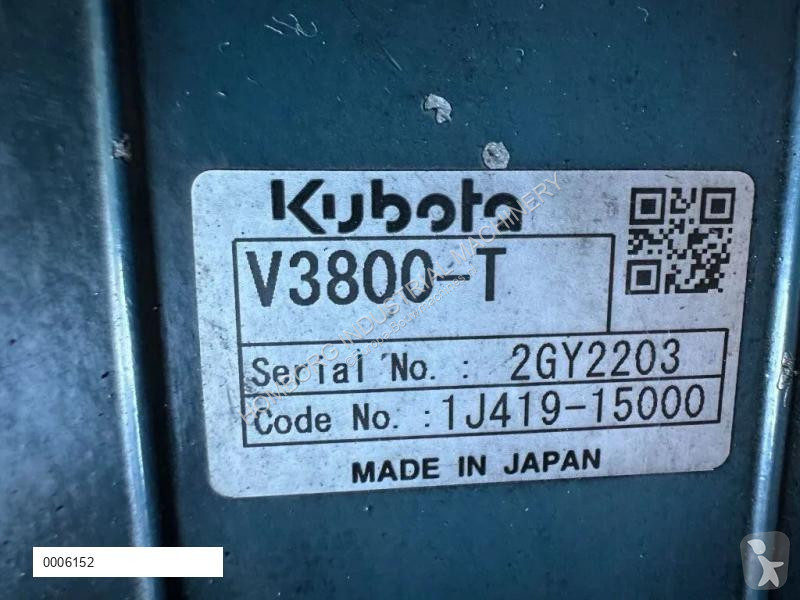 Kubota
V3800-T
Serial No. : 2GY2203
Code No. : 1J419-15000
MADE IN JAPAN
0006152